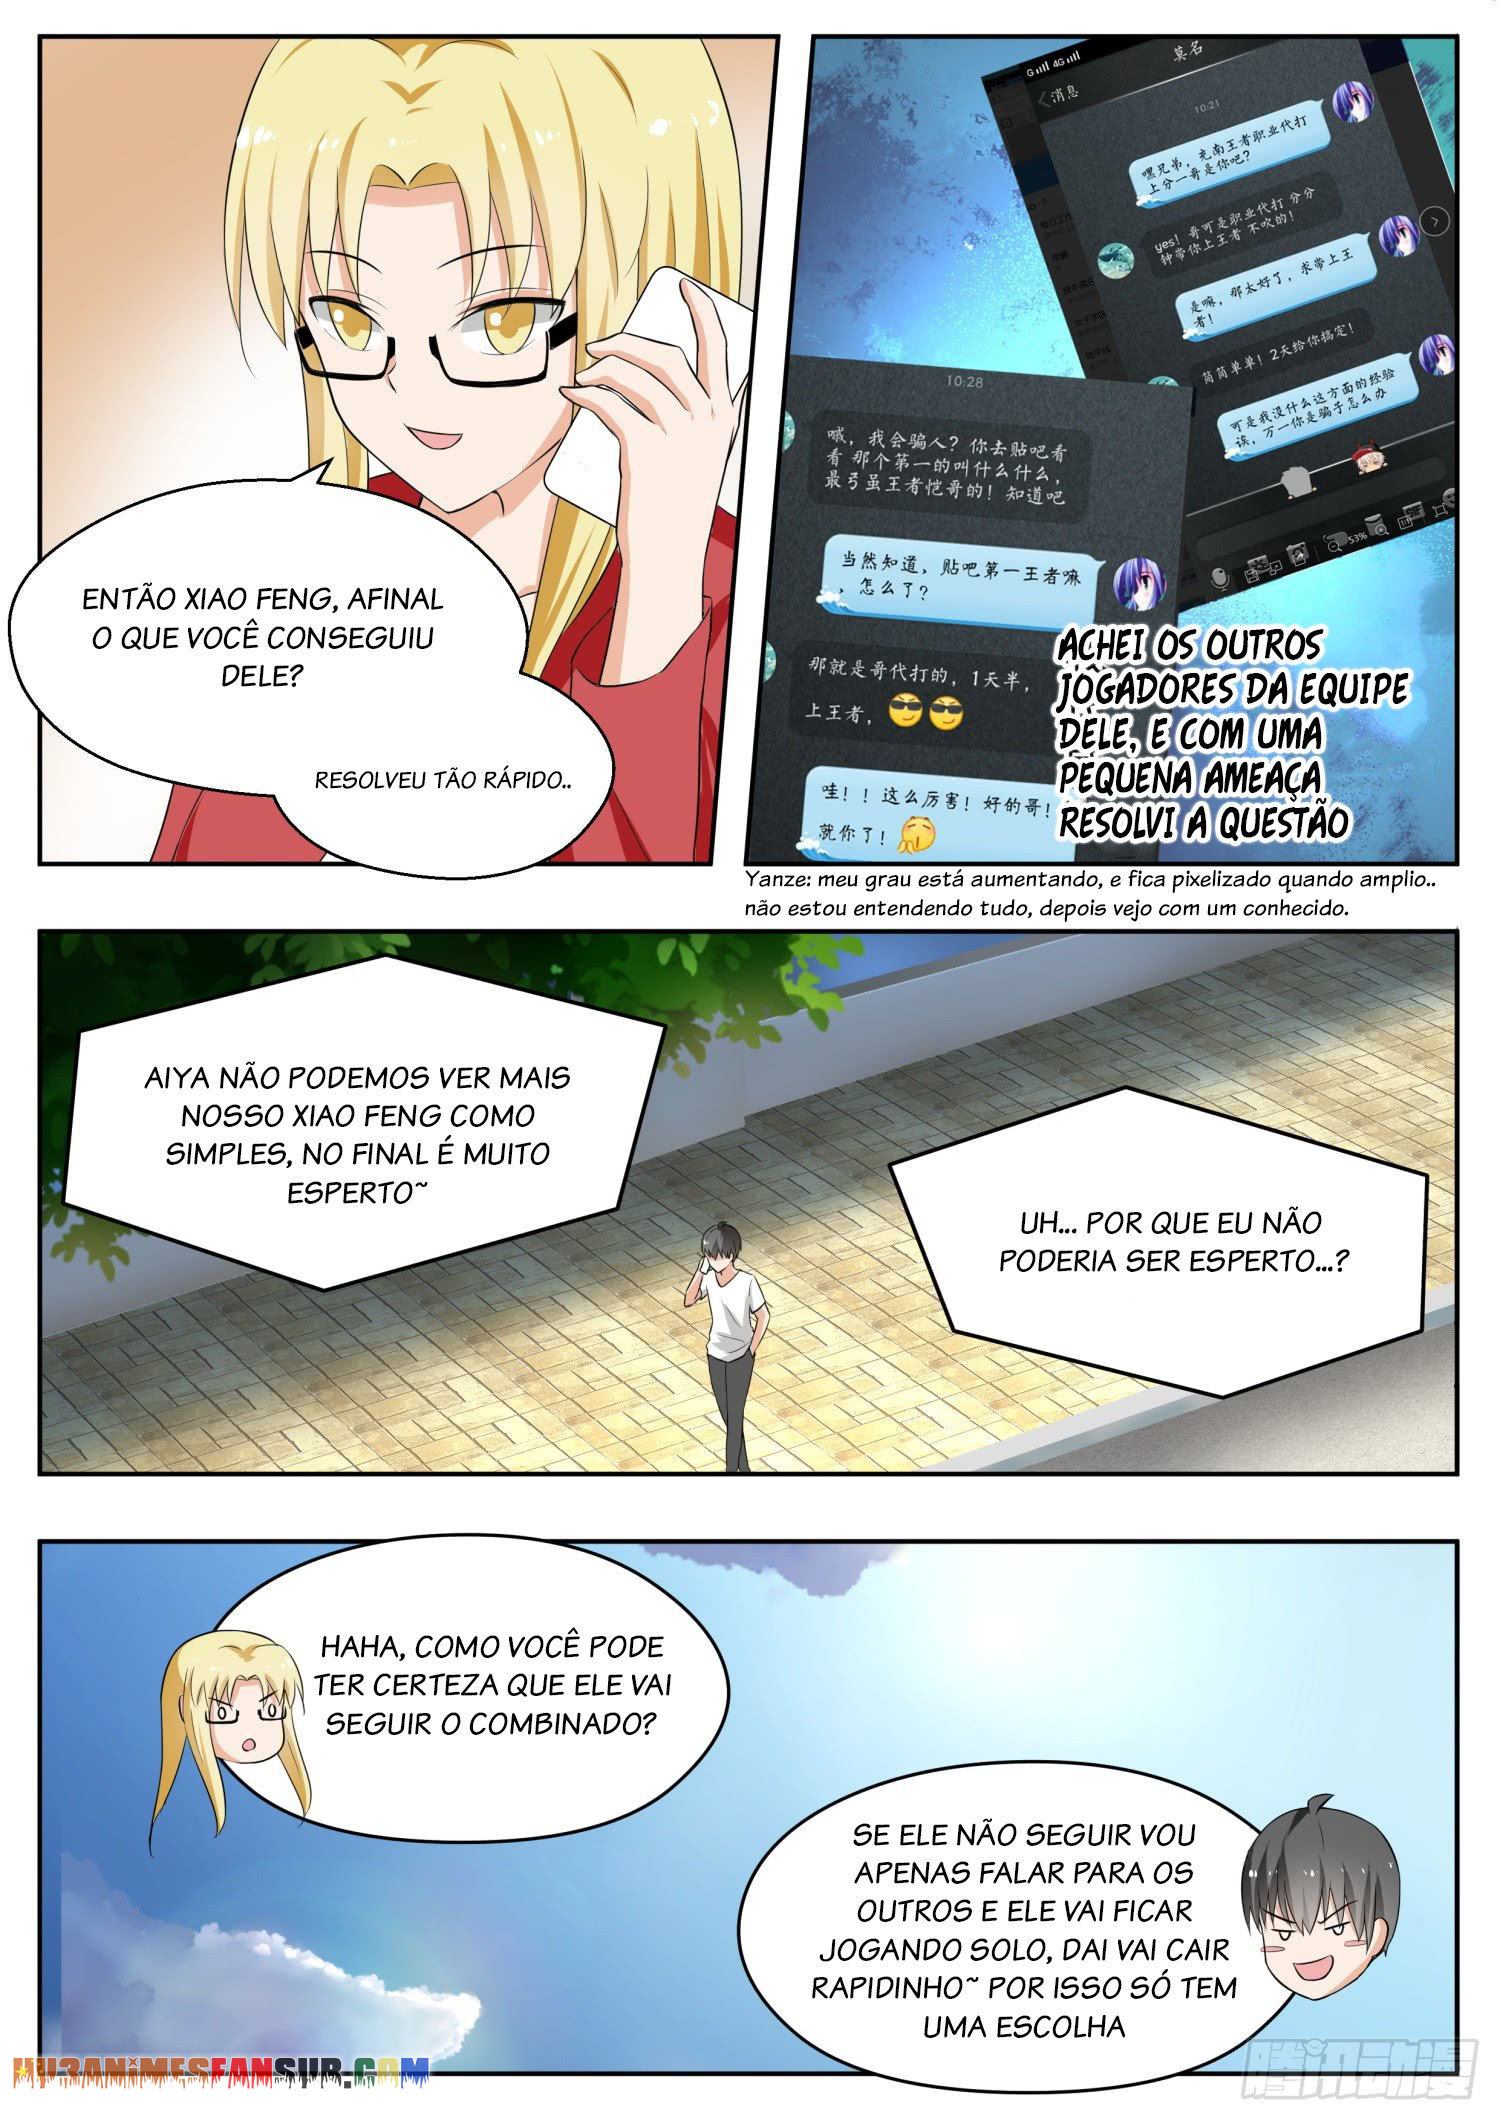 ENTÃO XIAO FENG, AFINAL
O QUE VOCÊ CONSEGUIU
DELE?
RESOLVEU TÃO RÁPIDO..
G 4G
莫名
消息
10:21
嘿兄弟，充南王者职业代打
上分一哥是你吧？
yes！哥可是职业代打 分分
钟带你上王者 不吹的！
是嘛，那太好了，求带上王
者！
简简单单！2天给你搞定！
可是我没什么这方面的经验
诶，万一你是骗子怎么办
53%
10:28
喊，我会骗人？你去贴吧看
看 那个第一的叫什么什么，
最弓虽王者恺哥的！知道吧
当然知道，贴吧第一王者嘛
，怎么了？
那就是哥代打的，1天半，
上王者，
哇！！这么厉害！好的哥！
就你了！
ACHEI OS OUTROS
JOGADORES DA EQUIPE
DELE, E COM UMA
PEQUENA AMEAÇA
RESOLVI A QUESTÃO
Yanze: meu grau está aumentando, e fica pixelizado quando amplio..
não estou entendendo tudo, depois vejo com um conhecido.
AIYA NÃO PODEMOS VER MAIS
NOSSO XIAO FENG COMO
SIMPLES, NO FINAL É MUITO
ESPERTO~
UH... POR QUE EU NÃO
PODERIA SER ESPERTO...?
HAHA, COMO VOCÊ PODE
TER CERTEZA QUE ELE VAI
SEGUIR O COMBINADO?
SE ELE NÃO SEGUIR VOU
APENAS FALAR PARA OS
OUTROS E ELE VAI FICAR
JOGANDO SOLO, DAI VAI CAIR
RAPIDINHO~ POR ISSO SÓ TEM
UMA ESCOLHA
HU3ANIMESFANSUB.COM
腾讯动漫